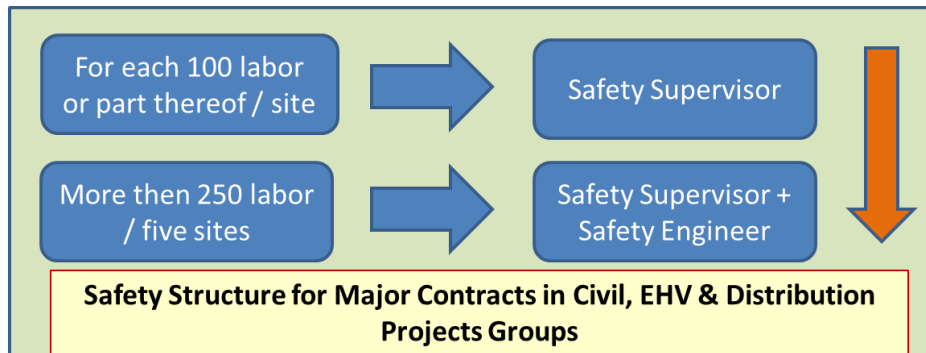 For each 100 labor
or part thereof / site
Safety Supervisor
More then 250 labor
/ five sites
Safety Supervisor +
Safety Engineer
Safety Structure for Major Contracts in Civil, EHV & Distribution
Projects Groups